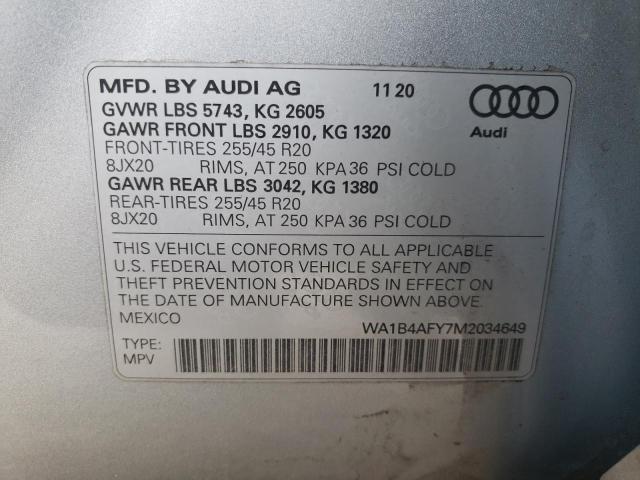 MFD. BY AUDI AG 11 20
GVWR LBS 5743, KG 2605
GAWR FRONT LBS 2910, KG 1320
FRONT-TIRES 255/45 R20
8JX20 RIMS, AT 250 KPA 36 PSI COLD
GAWR REAR LBS 3042, KG 1380
REAR-TIRES 255/45 R20
8JX20 RIMS, AT 250 KPA 36 PSI COLD
Audi
THIS VEHICLE CONFORMS TO ALL APPLICABLE
U.S. FEDERAL MOTOR VEHICLE SAFETY AND
THEFT PREVENTION STANDARDS IN EFFECT ON
THE DATE OF MANUFACTURE SHOWN ABOVE.
MEXICO WA1B4AFY7M2034649
TYPE:
MPV